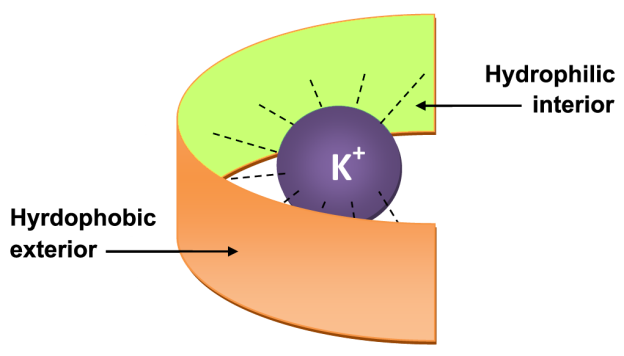 Hydrophilic
interior
K⁺
Hyrdophobic
exterior